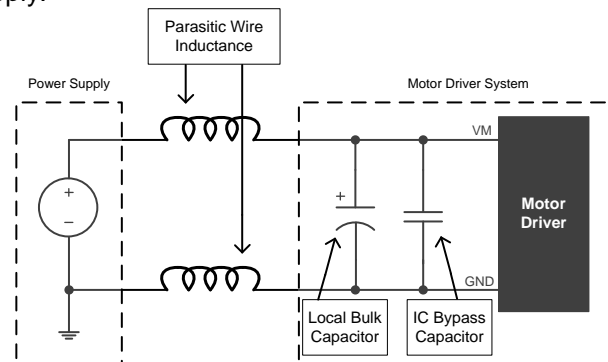 Parasitic Wire
Inductance
Power Supply
Motor Driver System
VM
+
–
+
Motor
Driver
GND
Local Bulk
Capacitor
IC Bypass
Capacitor